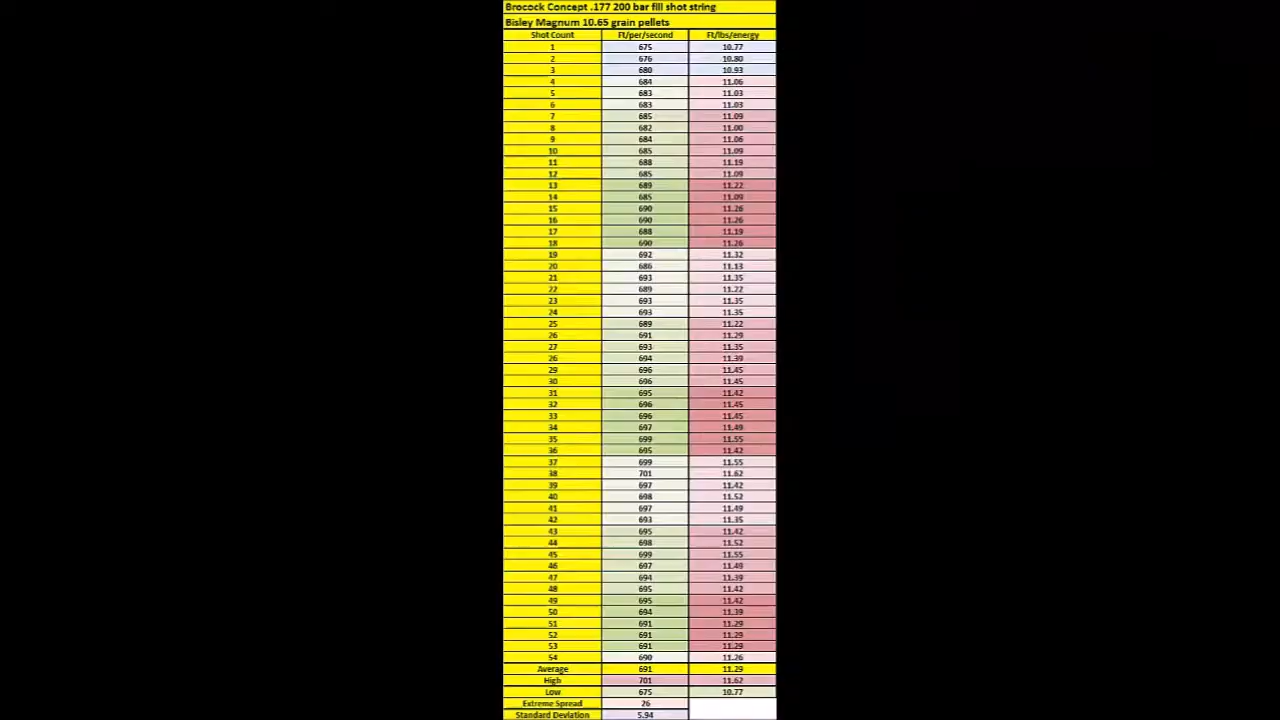 Brocock Concept .177 200 bar fill shot string
Bisley Magnum 10.65 grain pellets
Shot Count Ft/per/second Ft/lbs/energy
1 675 10.77
2 676 10.80
3 680 10.93
4 684 11.06
5 683 11.03
6 683 11.03
7 685 11.09
8 682 11.00
9 684 11.06
10 685 11.09
11 688 11.19
12 685 11.09
13 689 11.22
14 685 11.09
15 690 11.26
16 690 11.26
17 688 11.19
18 690 11.26
19 692 11.32
20 686 11.13
21 693 11.35
22 689 11.22
23 693 11.35
24 693 11.35
25 689 11.22
26 691 11.29
27 693 11.35
26 694 11.39
29 696 11.45
30 696 11.45
31 695 11.42
32 696 11.45
33 696 11.45
34 697 11.49
35 699 11.55
36 695 11.42
37 699 11.55
38 701 11.62
39 697 11.42
40 698 11.52
41 697 11.49
42 693 11.35
43 695 11.42
44 698 11.52
45 699 11.55
46 697 11.49
47 694 11.39
48 695 11.42
49 695 11.42
50 694 11.39
51 691 11.29
52 691 11.29
53 691 11.29
54 690 11.26
Average 691 11.29
High 701 11.62
Low 675 10.77
Extreme Spread 26
Standard Deviation 5.94